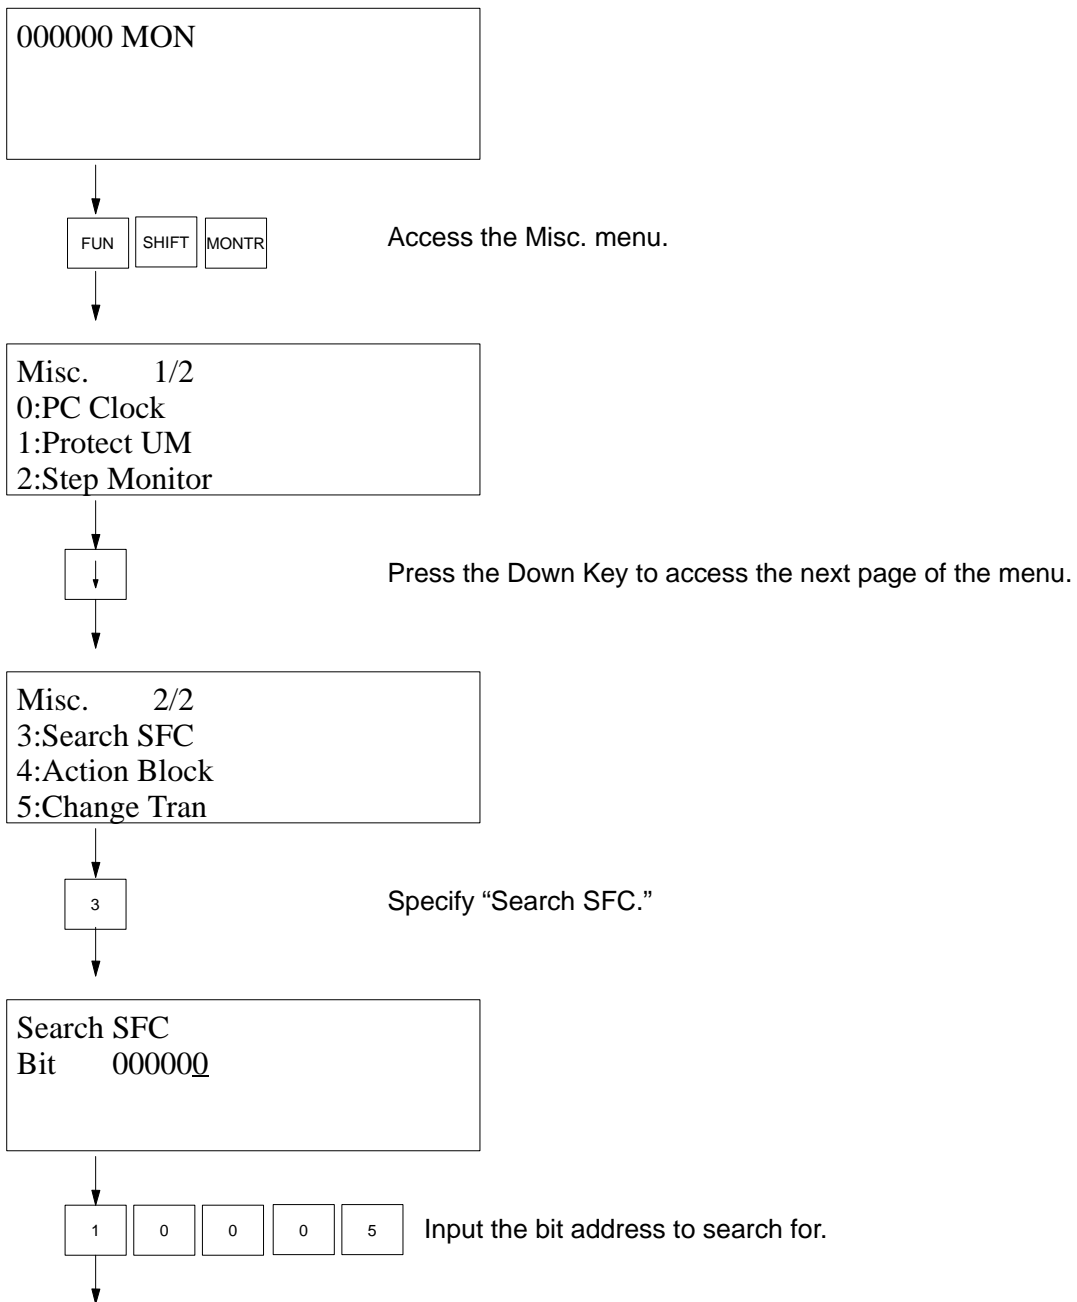 000000 MON
FUN SHIFT MONTR Access the Misc. menu.
Misc. 1/2
0:PC Clock
1:Protect UM
2:Step Monitor
Press the Down Key to access the next page of the menu.
Misc. 2/2
3:Search SFC
4:Action Block
5:Change Tran
3 Specify “Search SFC.”
Search SFC
Bit 000000
1 0 0 0 5 Input the bit address to search for.